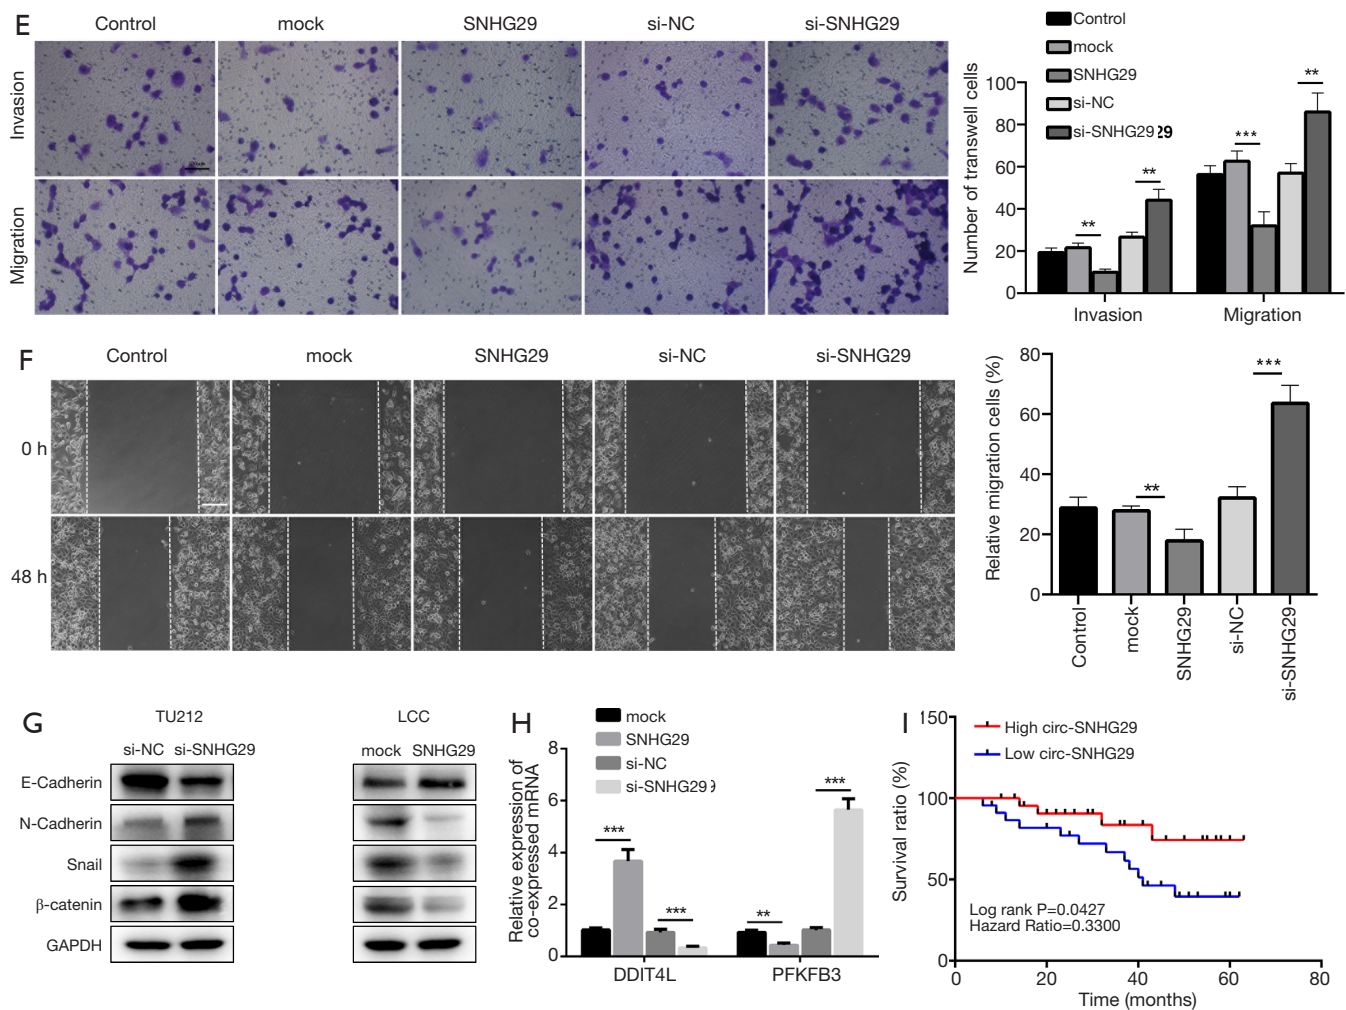 E
Control mock SNHG29 si-NC si-SNHG29
Invasion
Migration
Control
mock
SNHG29
si-NC
si-SNHG29 29
Number of transwell cells
100
80
60
40
20
0
** ** *** **
Invasion Migration
F
Control mock SNHG29 si-NC si-SNHG29
0 h
48 h
Relative migration cells (%)
80
60
40
20
0
** ***
Control mock SNHG29 si-NC si-SNHG29
G
TU212 LCC
si-NC si-SNHG29 mock SNHG29
E-Cadherin
N-Cadherin
Snail
β-catenin
GAPDH
H
mock
SNHG29
si-NC
si-SNHG29 9
Relative expression of
co-expressed mRNA
8
6
4
2
0
*** *** ** ***
DDIT4L PFKFB3
I
High circ-SNHG29
Low circ-SNHG29
Survival ratio (%)
150
100
50
0
Log rank P=0.0427
Hazard Ratio=0.3300
0 20 40 60 80
Time (months)